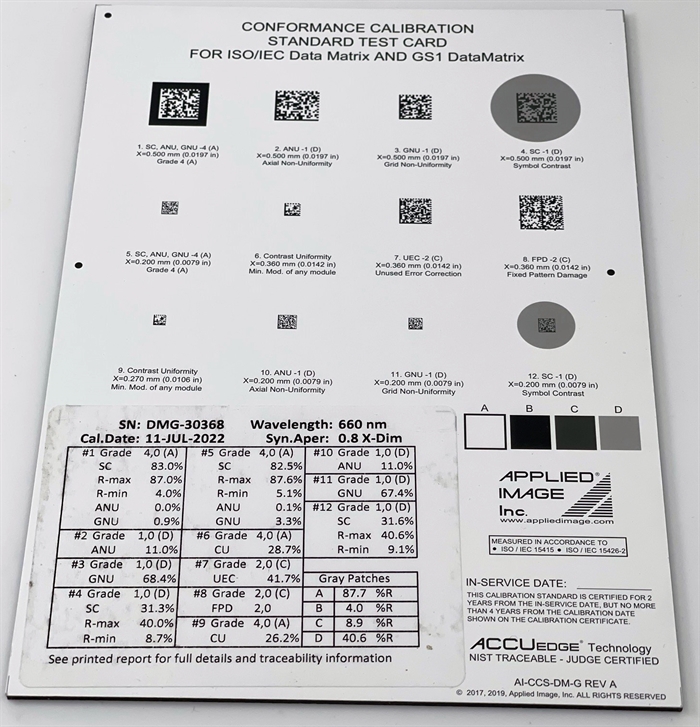 CONFORMANCE CALIBRATION
STANDARD TEST CARD
FOR ISO/IEC Data Matrix AND GS1 DataMatrix
1. SC, ANU, GNU -4 (A)
X=0.500 mm (0.0197 in)
Grade 4 (A)
2. ANU -1 (D)
X=0.500 mm (0.0197 in)
Axial Non-Uniformity
3. GNU -1 (D)
X=0.500 mm (0.0197 in)
Grid Non-Uniformity
4. SC -1 (D)
X=0.500 mm (0.0197 in)
Symbol Contrast
5. SC, ANU, GNU -4 (A)
X=0.200 mm (0.0079 in)
Grade 4 (A)
6. Contrast Uniformity
X=0.360 mm (0.0142 in)
Min. Mod. of any module
7. UEC -2 (C)
X=0.360 mm (0.0142 in)
Unused Error Correction
8. FPD -2 (C)
X=0.360 mm (0.0142 in)
Fixed Pattern Damage
9. Contrast Uniformity
X=0.270 mm (0.0106 in)
Min. Mod of any module
10. ANU -1 (D)
X=0.200 mm (0.0079 in)
Axial Non-Uniformity
11. GNU -1 (D)
X=0.200 mm (0.0079 in)
Grid Non-Uniformity
12. SC -1 (D)
X=0.200 mm (0.0079 in)
Symbol Contrast
SN: DMG-30368 Wavelength: 660 nm
Cal.Date: 11-JUL-2022 Syn.Aper: 0.8 X-Dim
#1 Grade 4,0 (A)
SC 83.0%
R-max 87.0%
R-min 4.0%
ANU 0.0%
GNU 0.9%
#2 Grade 1,0 (D)
ANU 11.0%
#3 Grade 1,0 (D)
GNU 68.4%
#4 Grade 1,0 (D)
SC 31.3%
R-max 40.0%
R-min 8.7%
#5 Grade 4,0 (A)
SC 82.5%
R-max 87.6%
R-min 5.1%
ANU 0.1%
GNU 3.3%
#6 Grade 4,0 (A)
CU 28.7%
#7 Grade 2,0 (C)
UEC 41.7%
#8 Grade 2,0 (C)
FPD 2,0
#9 Grade 4,0 (A)
CU 26.2%
#10 Grade 1,0 (D)
ANU 11.0%
#11 Grade 1,0 (D)
GNU 67.4%
#12 Grade 1,0 (D)
SC 31.6%
R-max 40.6%
R-min 9.1%
Gray Patches
A 87.7 %R
B 4.0 %R
C 8.9 %R
D 40.6 %R
See printed report for full details and traceability information
A B C D
APPLIED
IMAGE
Inc.
www.appliedimage.com
MEASURED IN ACCORDANCE TO
● ISO / IEC 15415 ● ISO / IEC 15426-2
IN-SERVICE DATE:
THIS CALIBRATION STANDARD IS CERTIFIED FOR 2
YEARS FROM THE IN-SERVICE DATE, BUT NO MORE
THAN 4 YEARS FROM THE CALIBRATION DATE
SHOWN ON THE CALIBRATION CERTIFICATE.
ACCUEDGE® Technology
NIST TRACEABLE - JUDGE CERTIFIED
AI-CCS-DM-G REV A
© 2017, 2019, Applied Image, Inc. ALL RIGHTS RESERVED